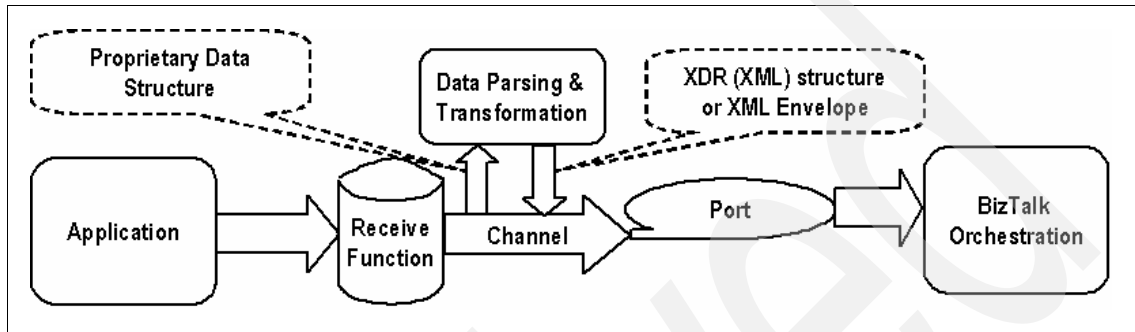 Proprietary Data
Structure
Data Parsing &
Transformation
XDR (XML) structure
or XML Envelope
Application
Receive
Function
Channel
Port
BizTalk
Orchestration